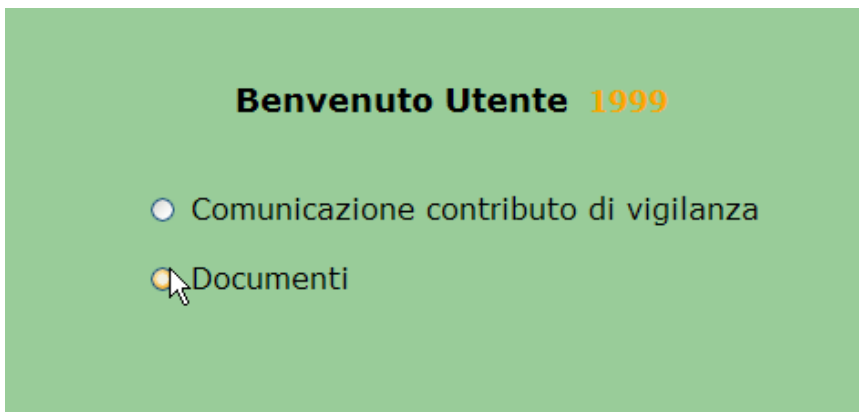 Benvenuto Utente 1999
Comunicazione contributo di vigilanza
Documenti